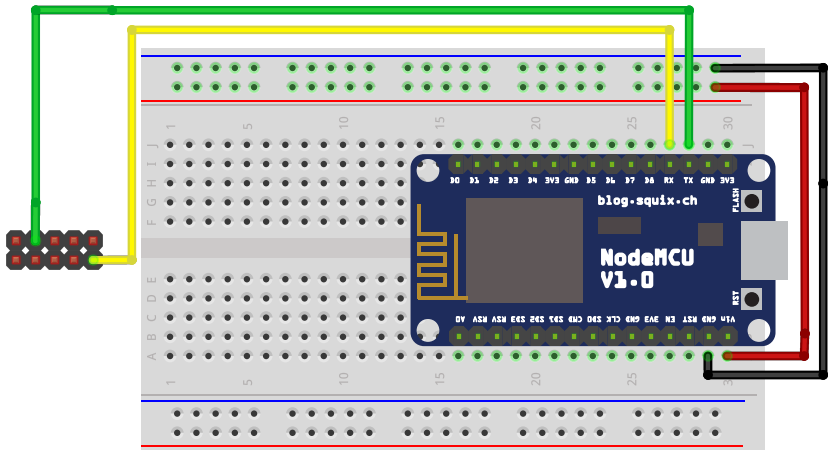 1 5 10 15 20 25 30
J J
I
H
G
F
D0 D1 D2 D3 D4 3V3 GND D5 D6 D7 D8 RX TX GND 3V3
blog.squix.ch
FLASH
NodeMCU
V1.0
RST
E
D
C
B
A
A0 RSV RSV SD3 SD2 SD1 CMD SD0 CLK GND 3V3 EN RST GND Vin
1 5 10 15 20 25 30